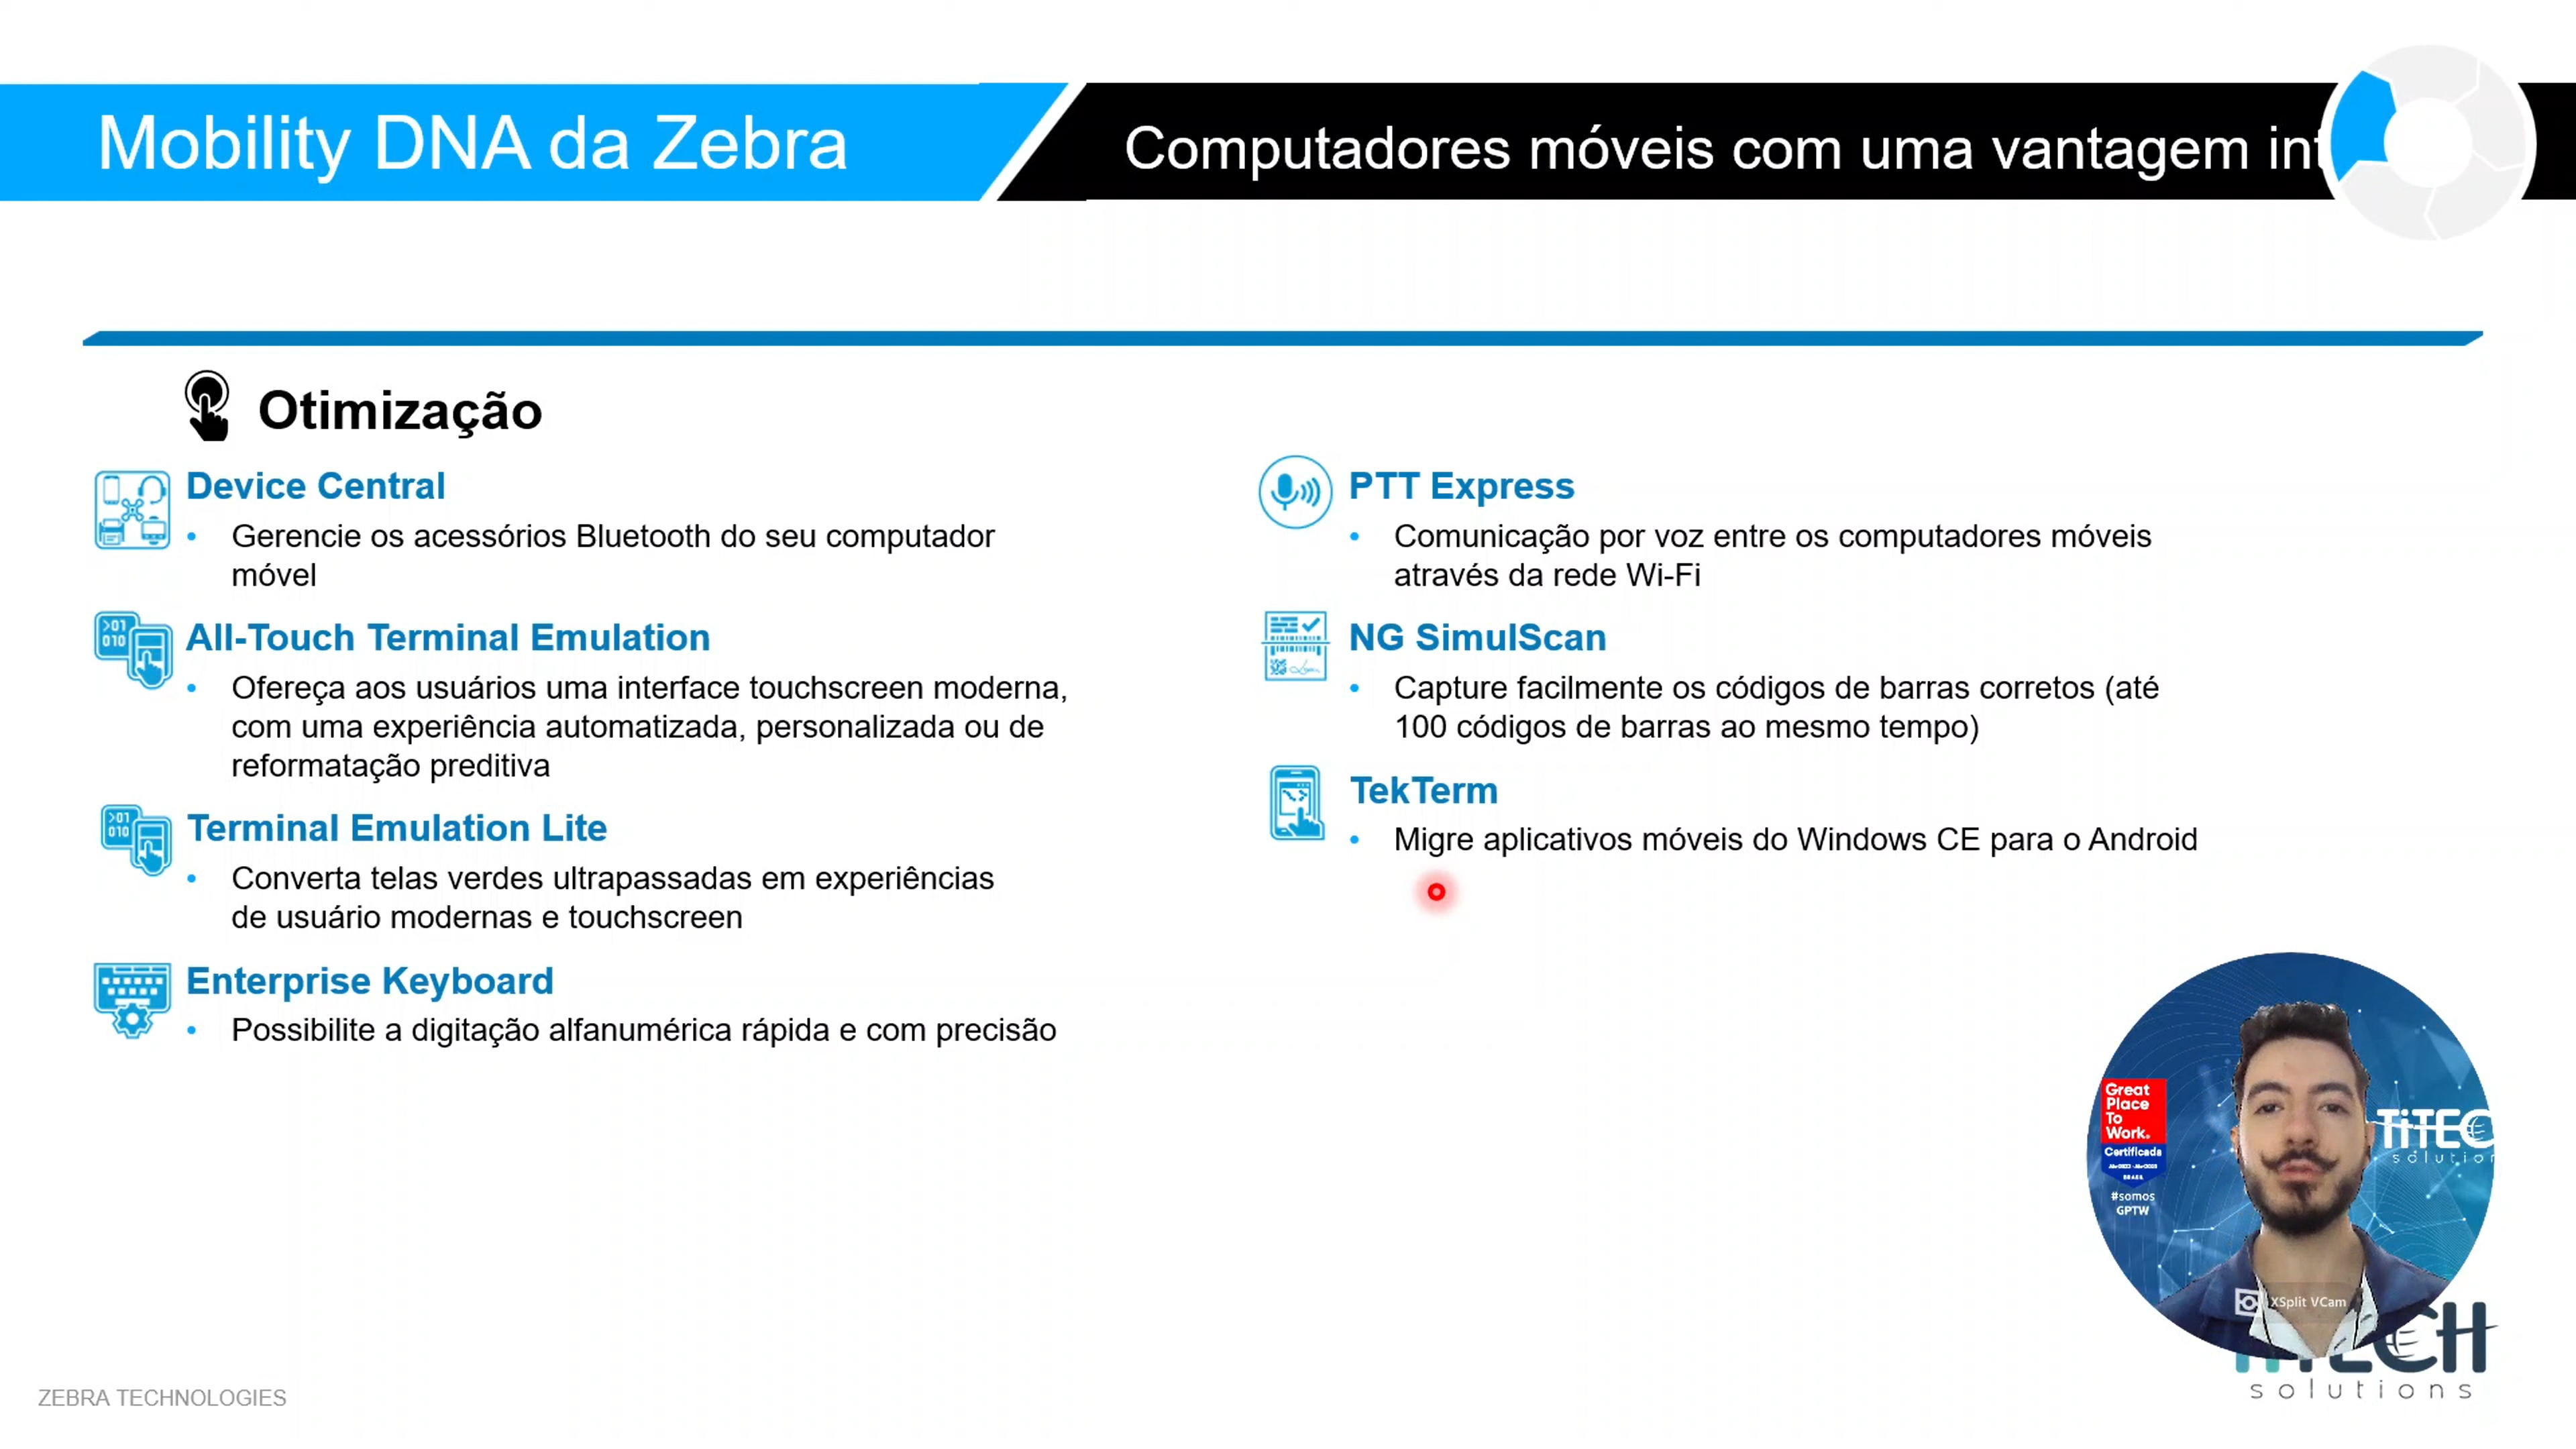 Mobility DNA da Zebra
Computadores móveis com uma vantagem int
Otimização
Device Central
• Gerencie os acessórios Bluetooth do seu computador
móvel
All-Touch Terminal Emulation
• Ofereça aos usuários uma interface touchscreen moderna,
com uma experiência automatizada, personalizada ou de
reformatação preditiva
Terminal Emulation Lite
• Converta telas verdes ultrapassadas em experiências
de usuário modernas e touchscreen
Enterprise Keyboard
• Possibilite a digitação alfanumérica rápida e com precisão
PTT Express
• Comunicação por voz entre os computadores móveis
através da rede Wi-Fi
NG SimulScan
• Capture facilmente os códigos de barras corretos (até
100 códigos de barras ao mesmo tempo)
TekTerm
• Migre aplicativos móveis do Windows CE para o Android
Great
Place
To
Work.
Certificada
BRASIL
#somos
GPTW
TiTEC
solution
XSplit VCam
TiTECH
solutions
ZEBRA TECHNOLOGIES